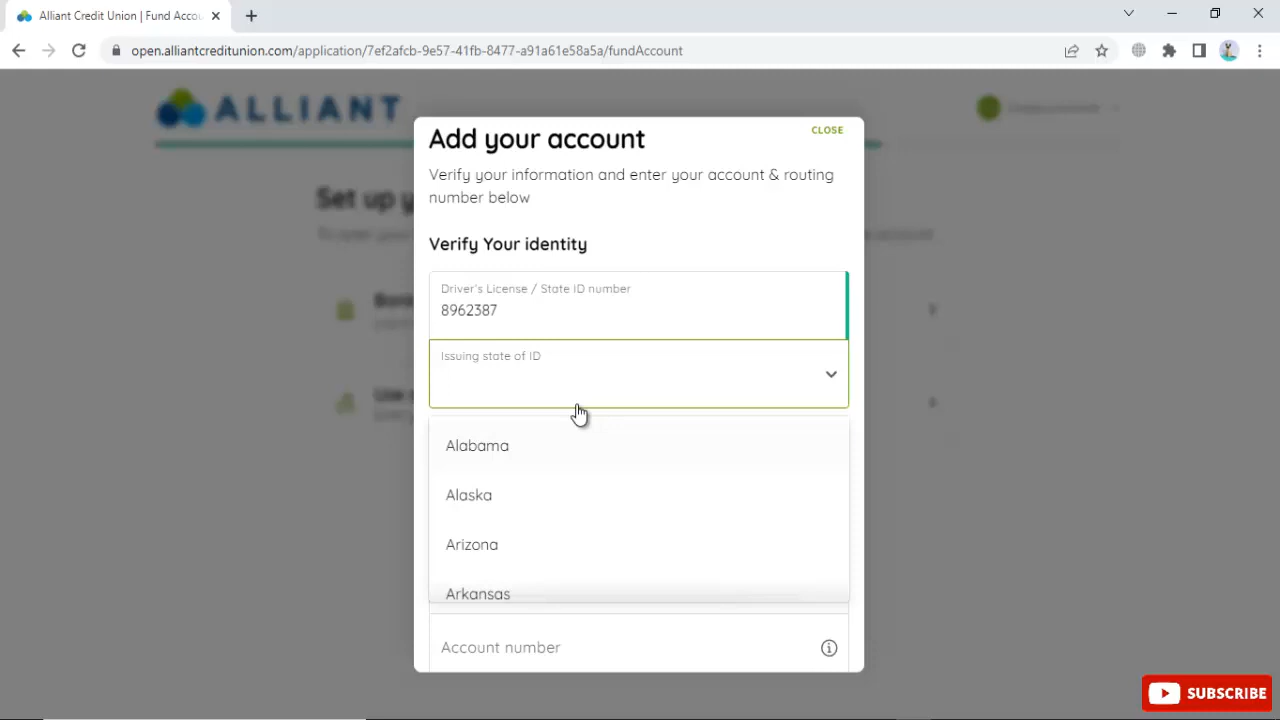 Alliant Credit Union | Fund Accou
open.alliantcreditunion.com/application/7ef2afcb-9e57-41fb-8477-a91a61e58a5a/fundAccount
ALLIANT
Set up y
Add your account
CLOSE
Verify your information and enter your account & routing
number below
Verify Your identity
Driver's License / State ID number
8962387
Issuing state of ID
Alabama
Alaska
Arizona
Arkansas
Account number
SUBSCRIBE